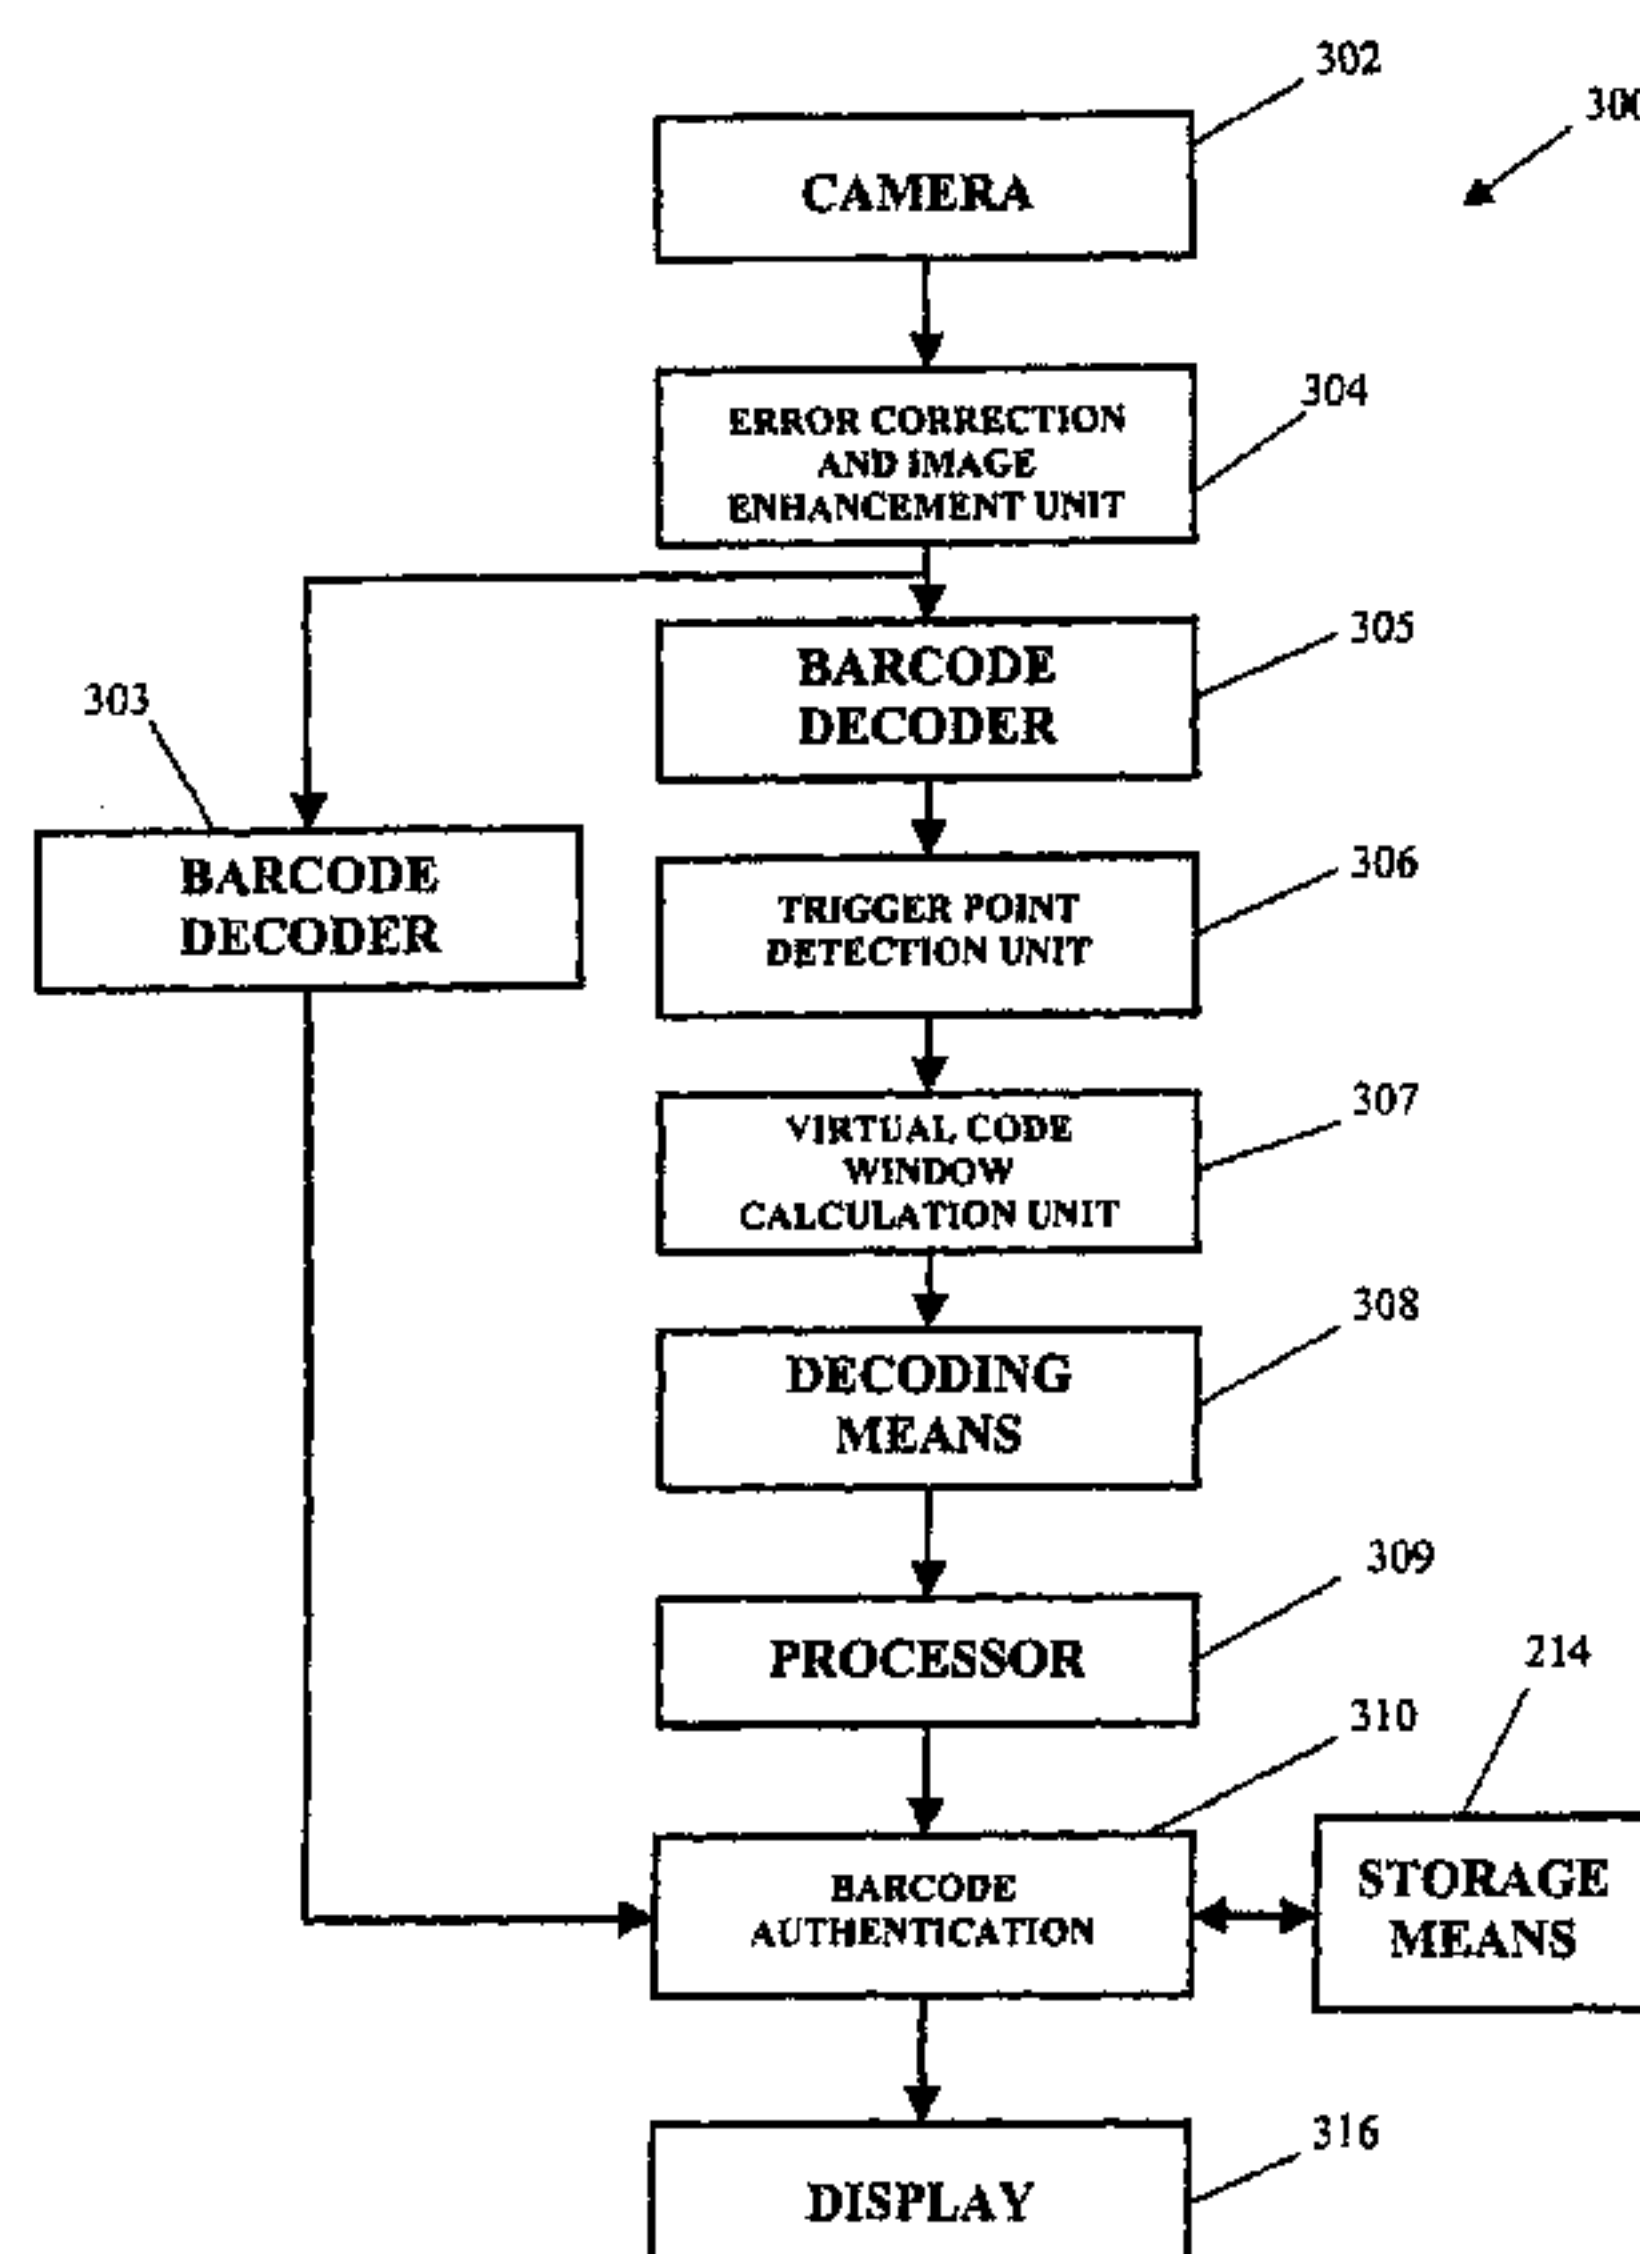 302
300
CAMERA
304
ERROR CORRECTION
AND IMAGE
ENHANCEMENT UNIT
305
BARCODE
DECODER
303
BARCODE
DECODER
306
TRIGGER POINT
DETECTION UNIT
307
VIRTUAL CODE
WINDOW
CALCULATION UNIT
308
DECODING
MEANS
309
PROCESSOR
214
310
BARCODE
AUTHENTICATION
STORAGE
MEANS
316
DISPLAY